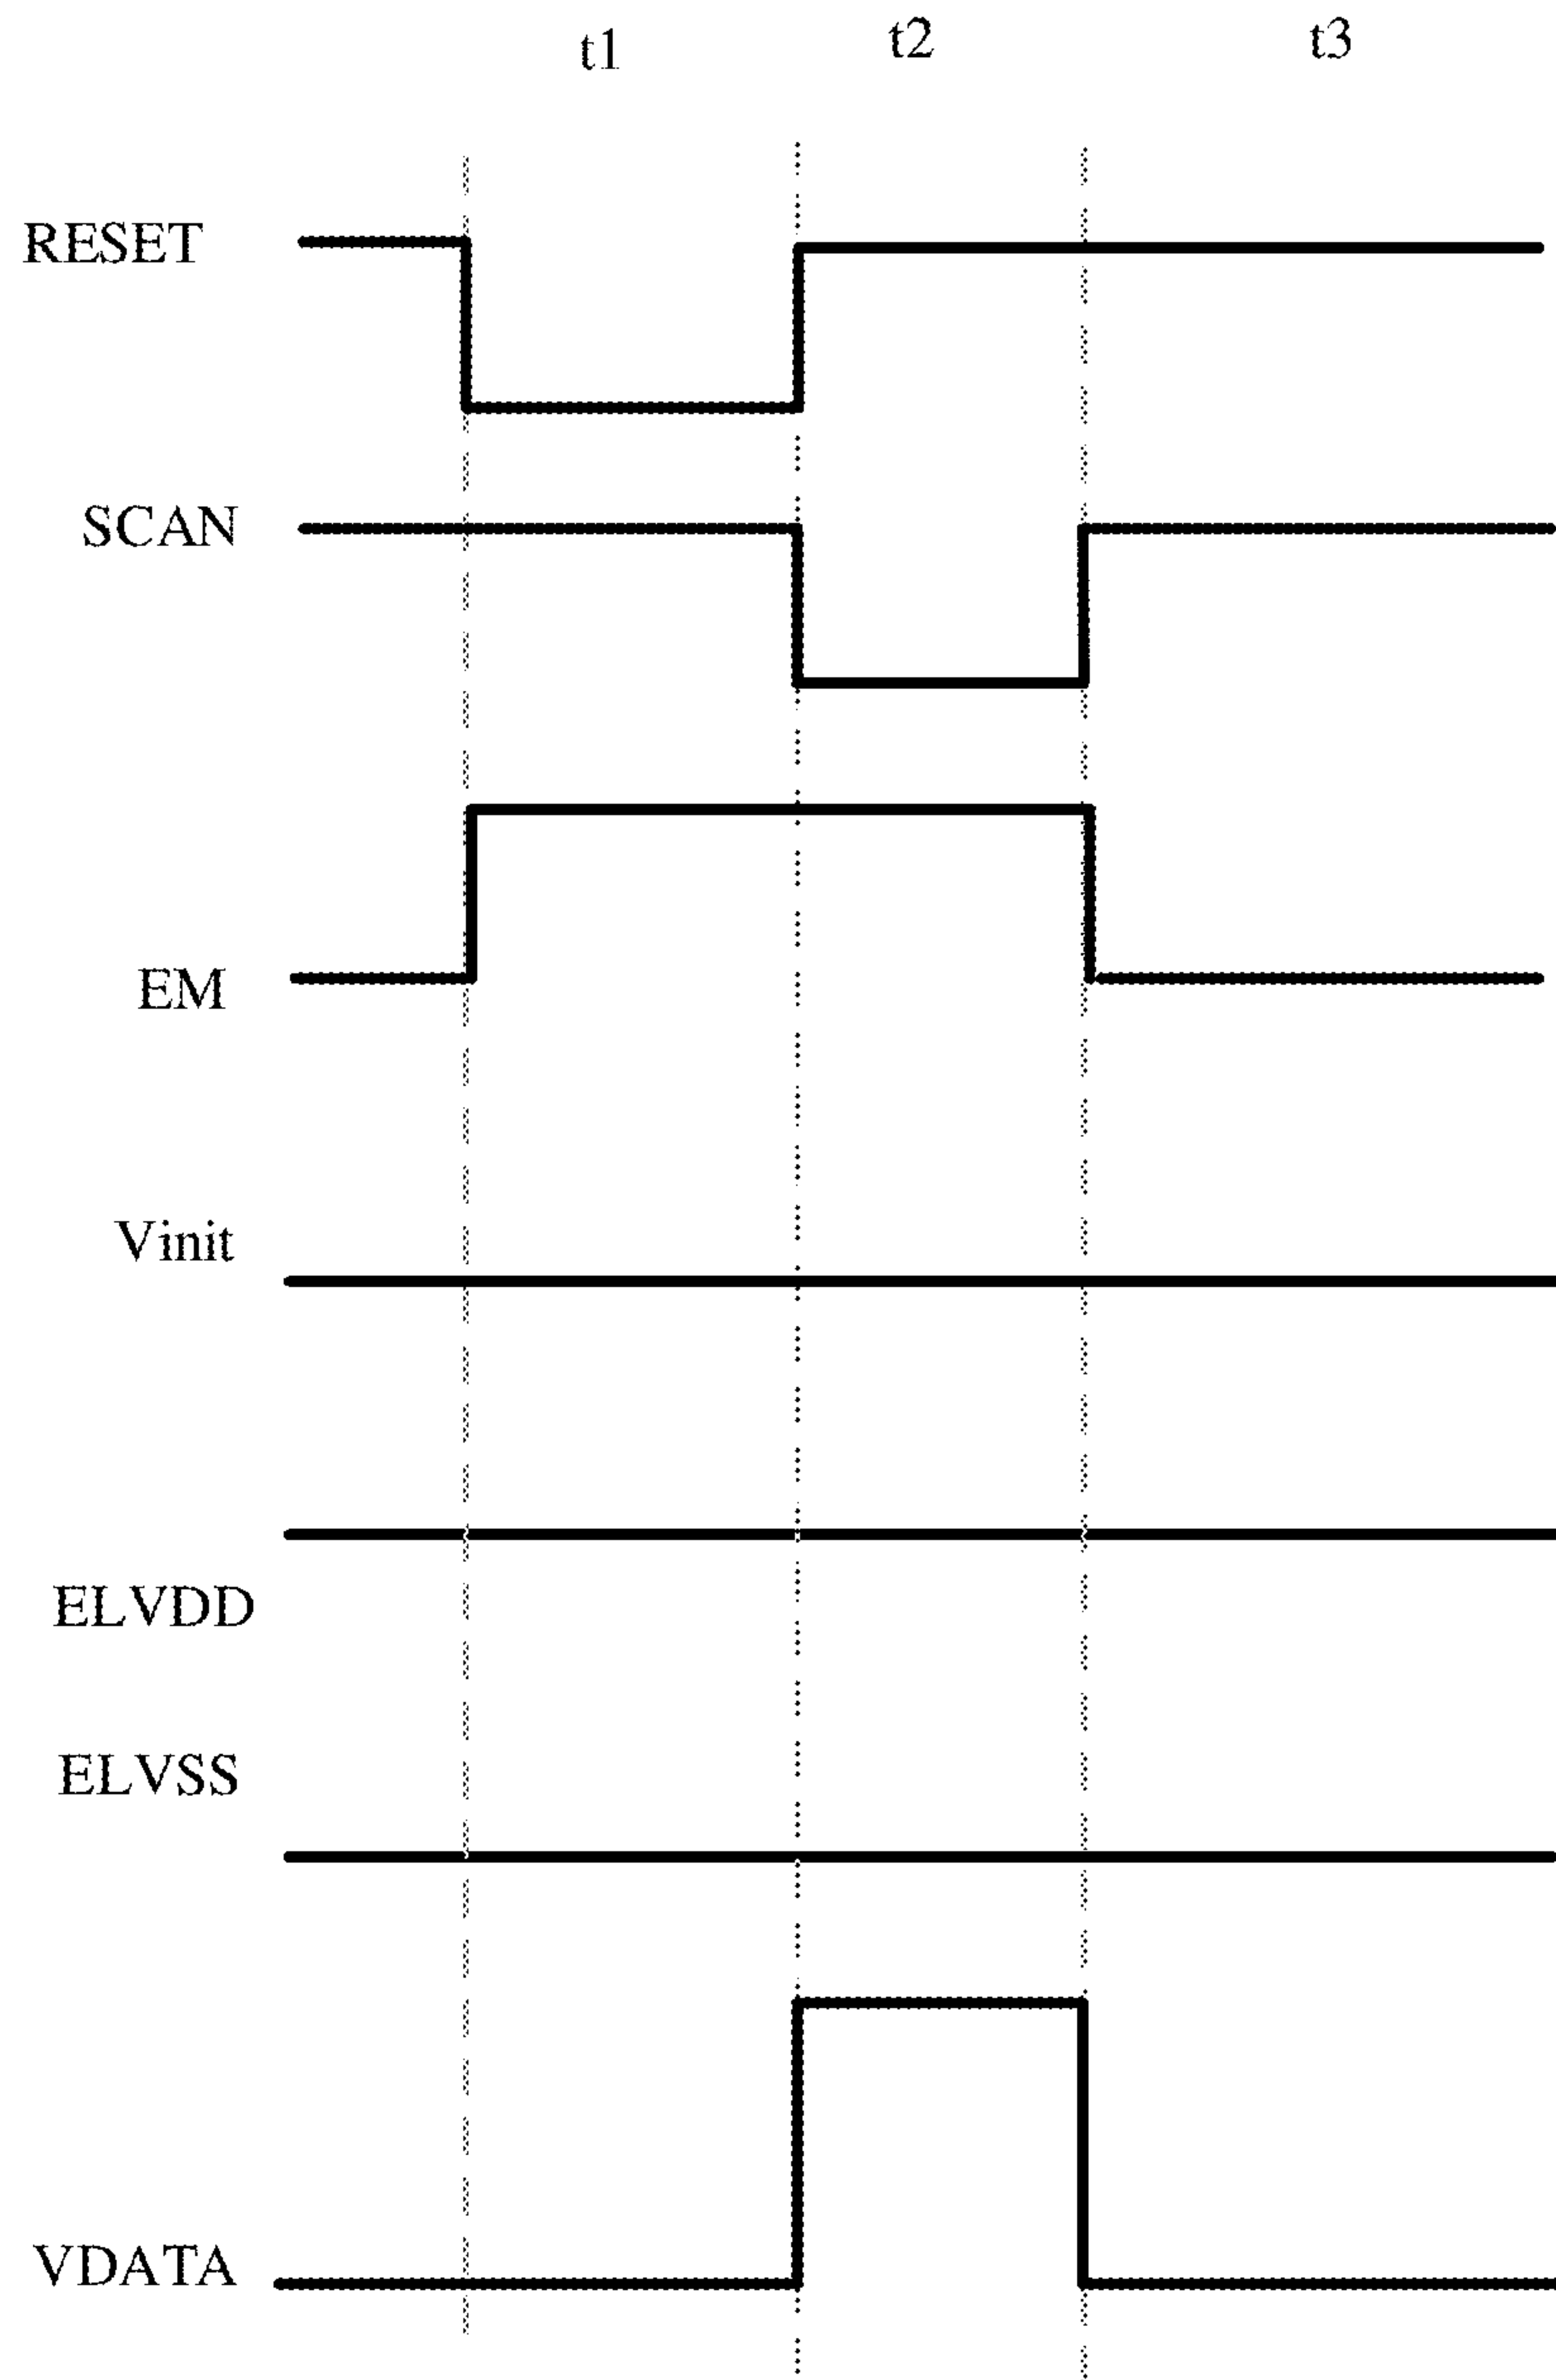 t1 t2 t3
RESET
SCAN
EM
Vinit
ELVDD
ELVSS
VDATA